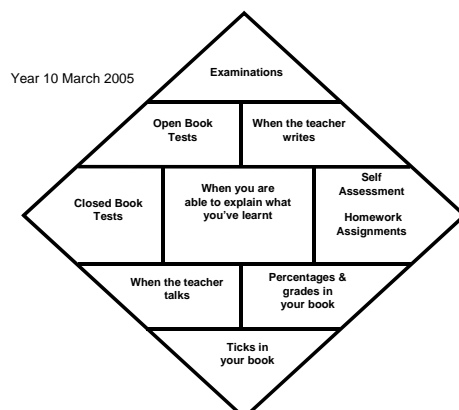 Year 10 March 2005
Examinations
Open Book
Tests
When the teacher
writes
Closed Book
Tests
When you are
able to explain what
you've learnt
Self
Assessment
Homework
Assignments
When the teacher
talks
Percentages &
grades in
your book
Ticks in
your book